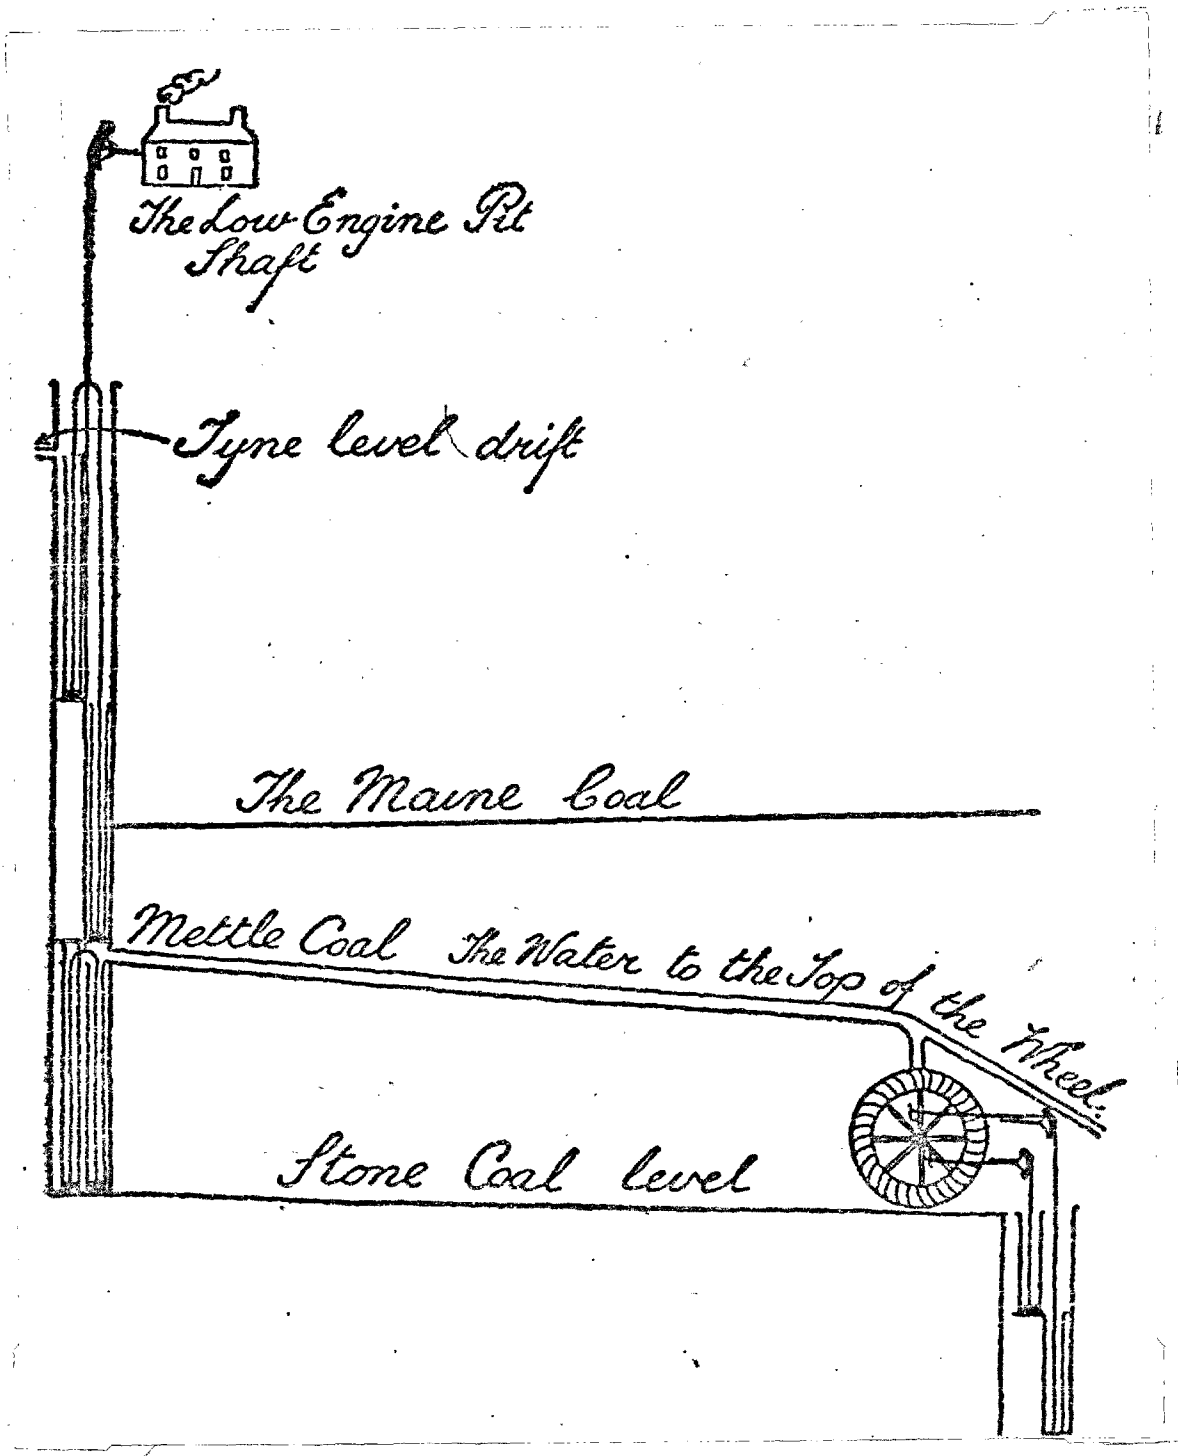 The Low Engine Pit
Shaft
Tyne level drift
The Maine Coal
Mettle Coal The Water to the Top of the Wheel.
Stone Coal level